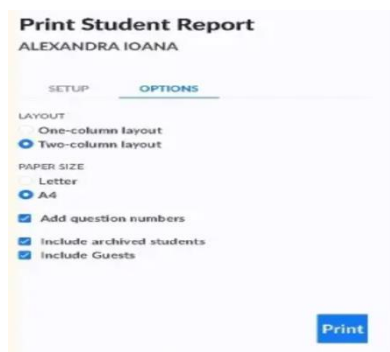 Print Student Report
ALEXANDRA IOANA
SETUP OPTIONS
LAYOUT
One-column layout
Two-column layout
PAPER SIZE
Letter
A4
Add question numbers
Include archived students
Include Guests
Print